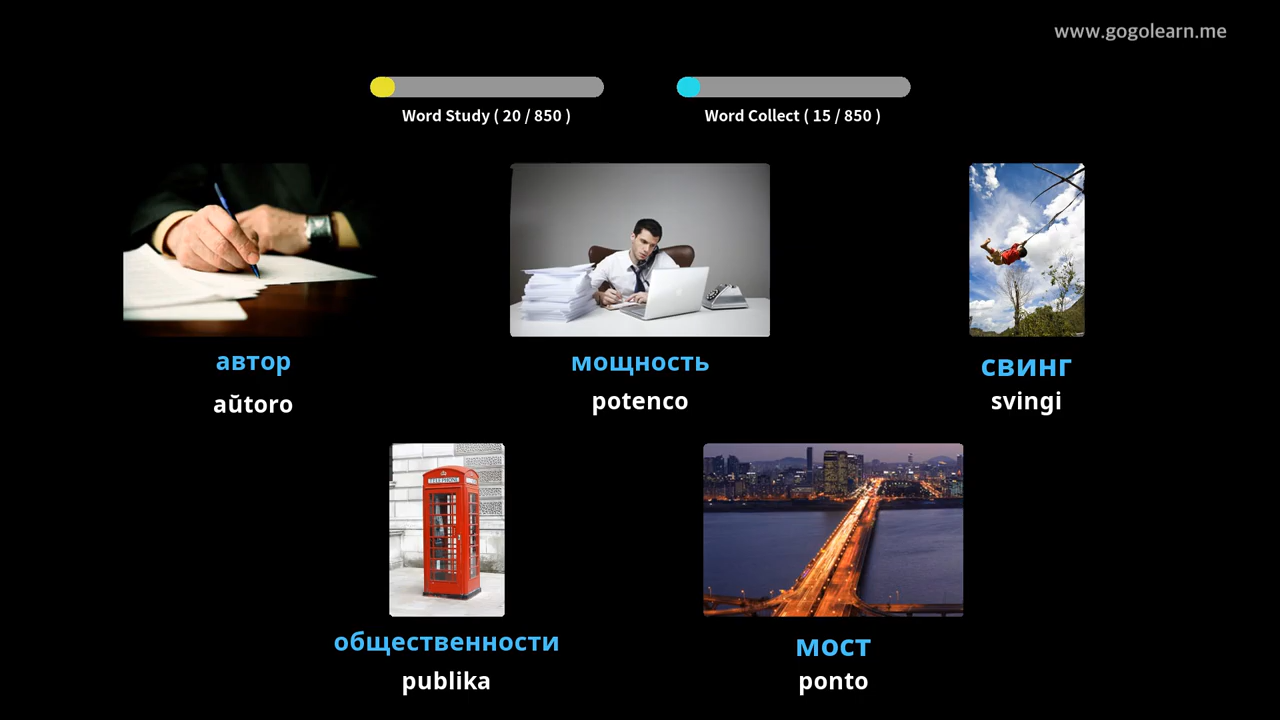 www.gogolearn.me
Word Study ( 20 / 850 )
Word Collect ( 15 / 850 )
автор
aŭtoro
мощность
potenco
свинг
svingi
TELEPHONE
общественности
publika
мост
ponto